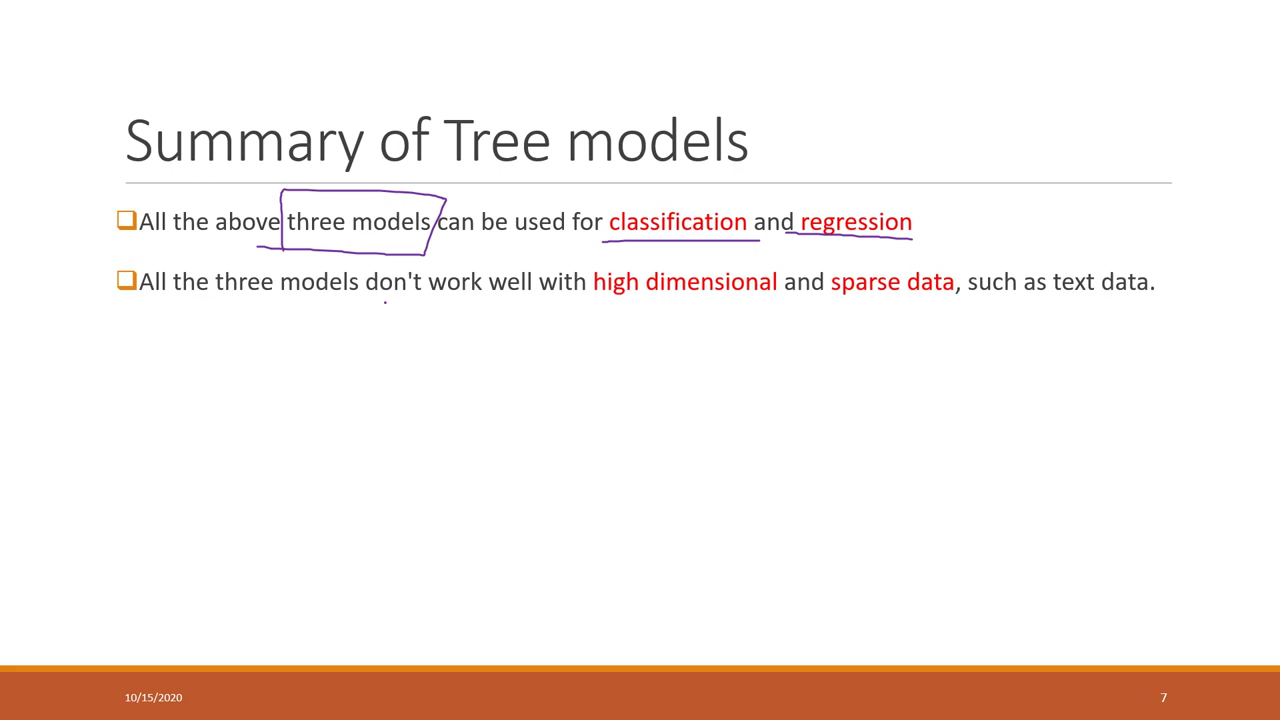 Summary of Tree models
All the above three models can be used for classification and regression
All the three models don't work well with high dimensional and sparse data, such as text data.
10/15/2020
7